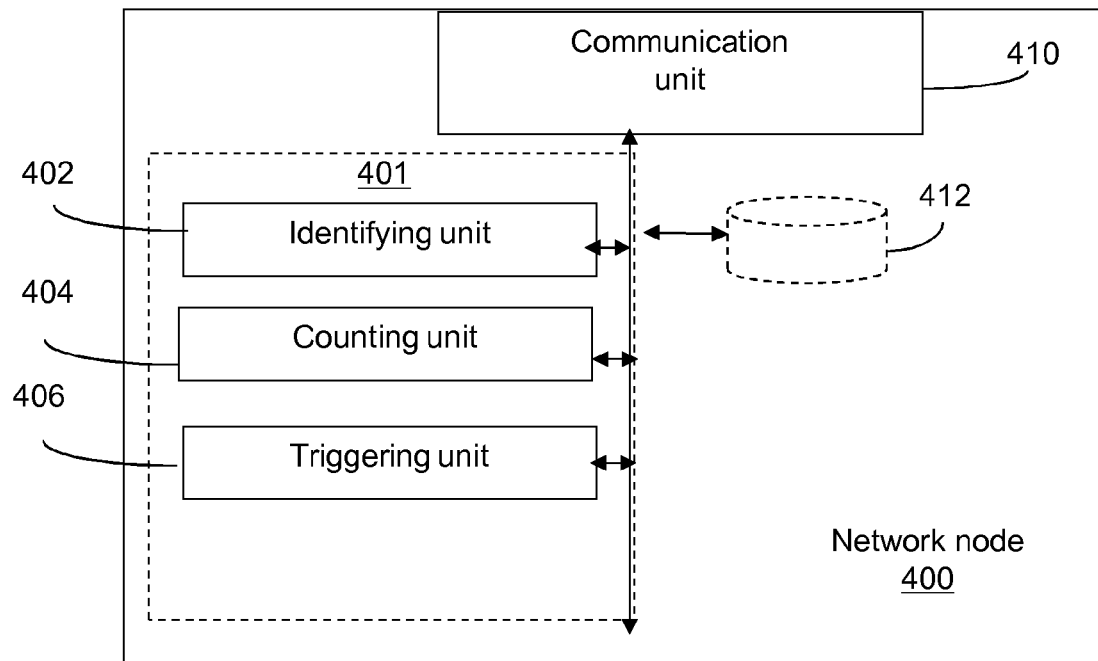 Communication
unit
410
402
401
Identifying unit
412
404
Counting unit
406
Triggering unit
Network node
400